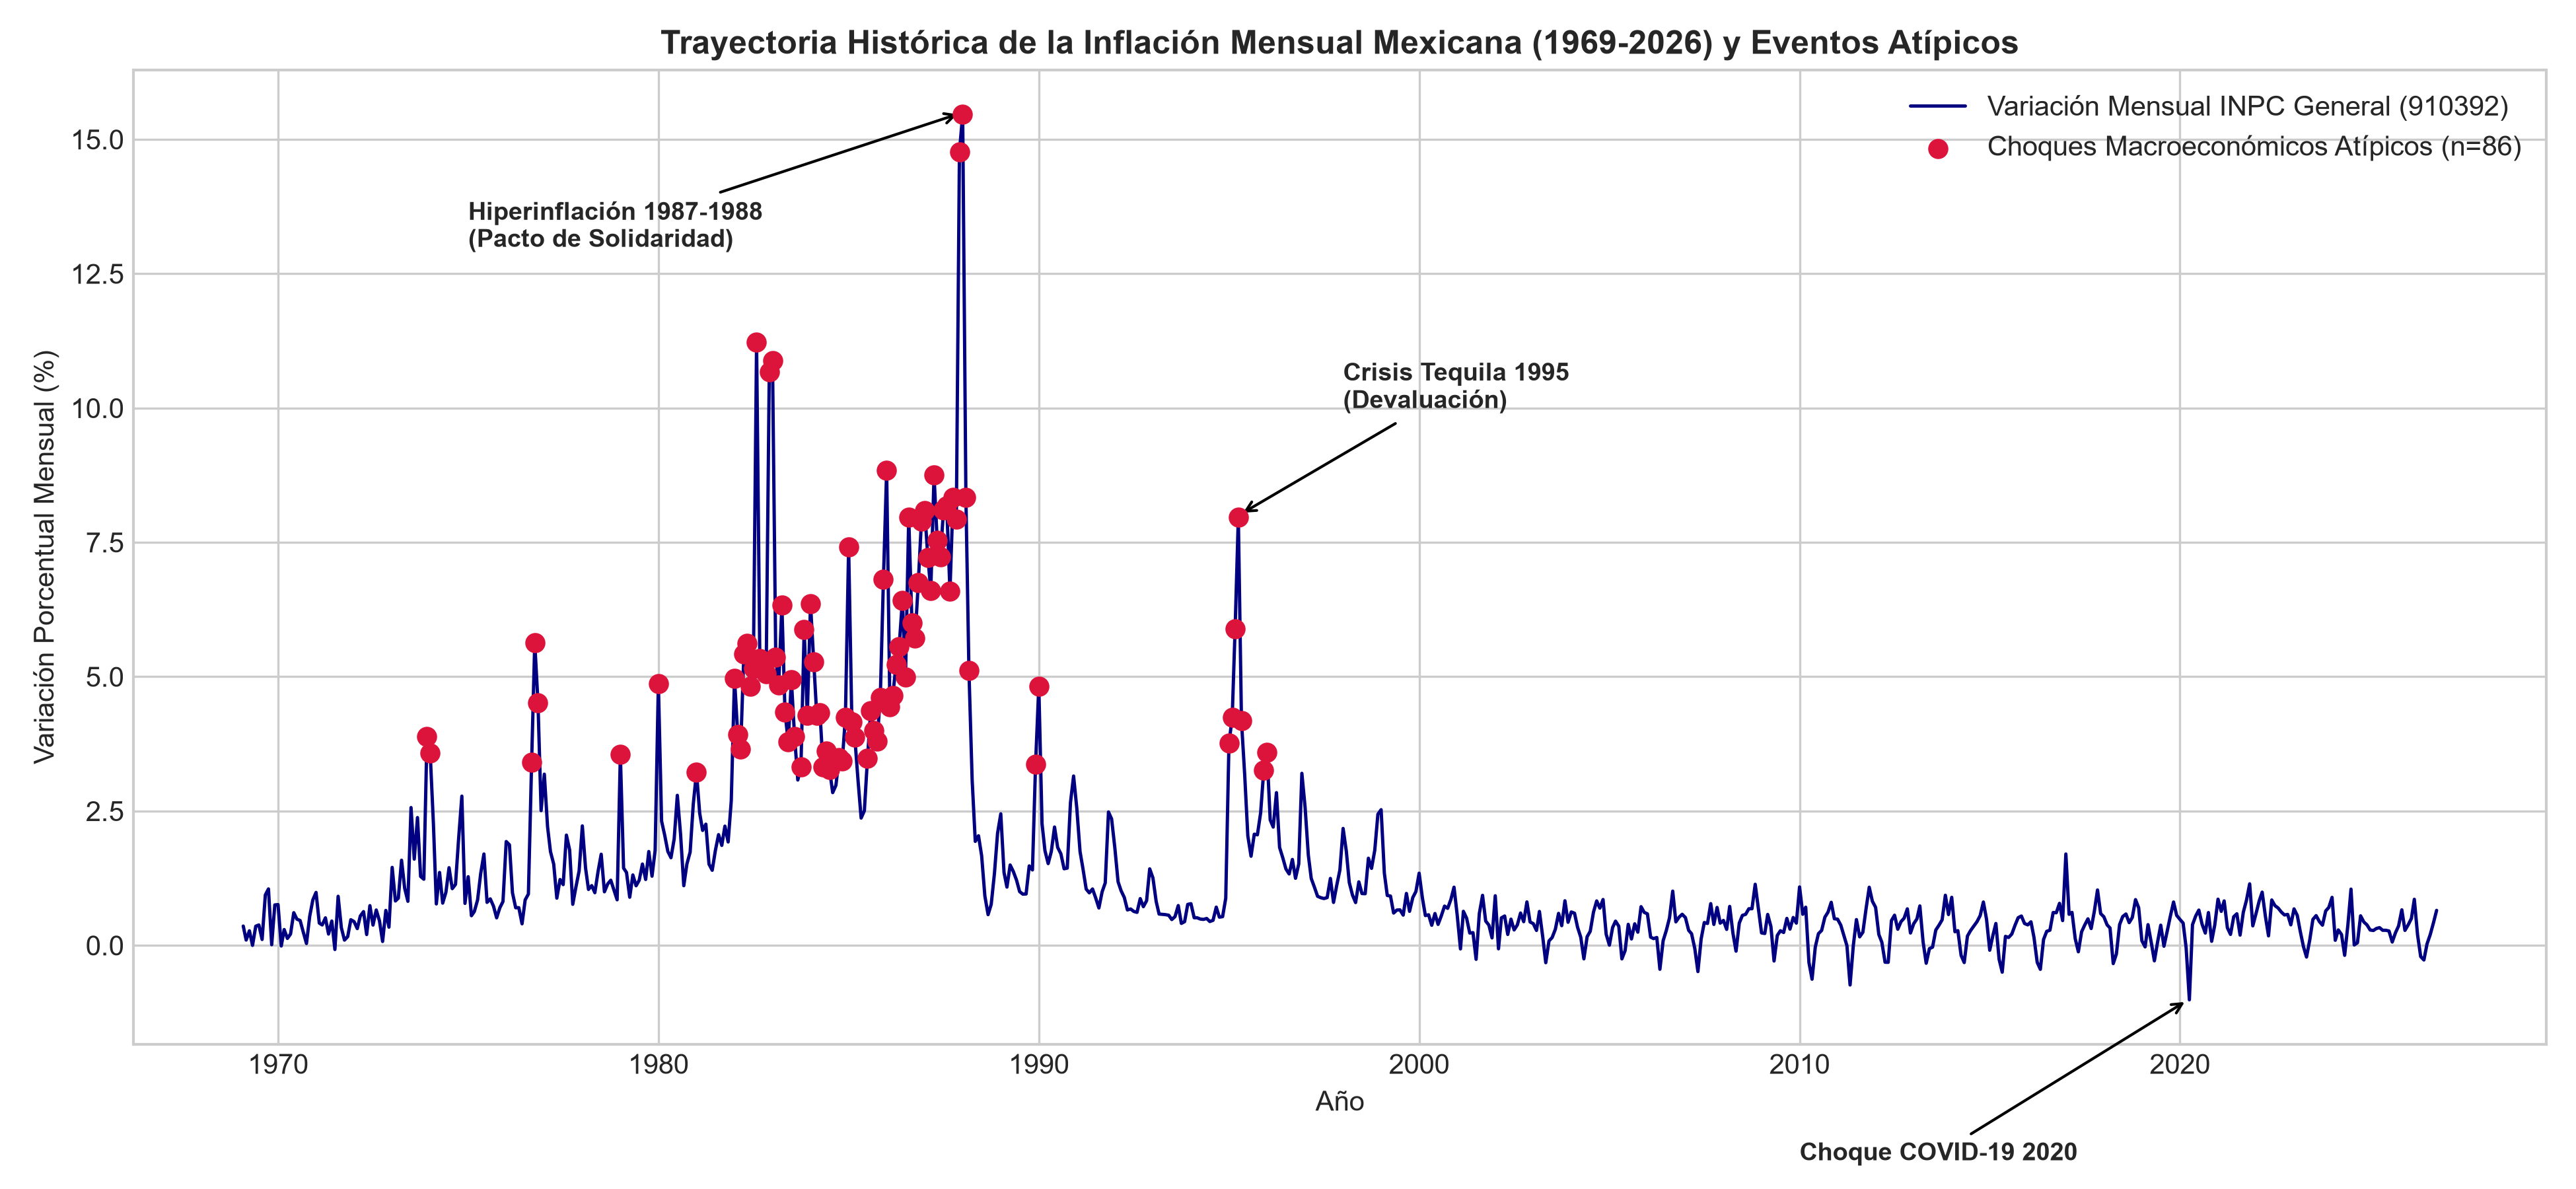 Trayectoria Histórica de la Inflación Mensual Mexicana (1969-2026) y Eventos Atípicos
Variación Mensual INPC General (910392)
Choques Macroeconómicos Atípicos (n=86)
Hiperinflación 1987-1988
(Pacto de Solidaridad)
Crisis Tequila 1995
(Devaluación)
Variación Porcentual Mensual (%)
15.0
12.5
10.0
7.5
5.0
2.5
0.0
1970
1980
1990
2000
2010
2020
Año
Choque COVID-19 2020